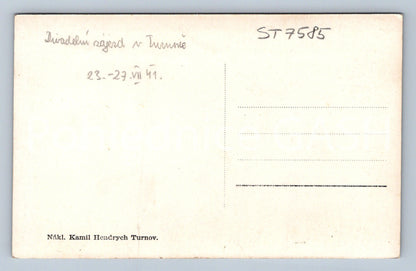 Divadelní zájezd v Turnově
ST7585
23.-27.VII 41.
Nákl. Kamil Hendrych Turnov.